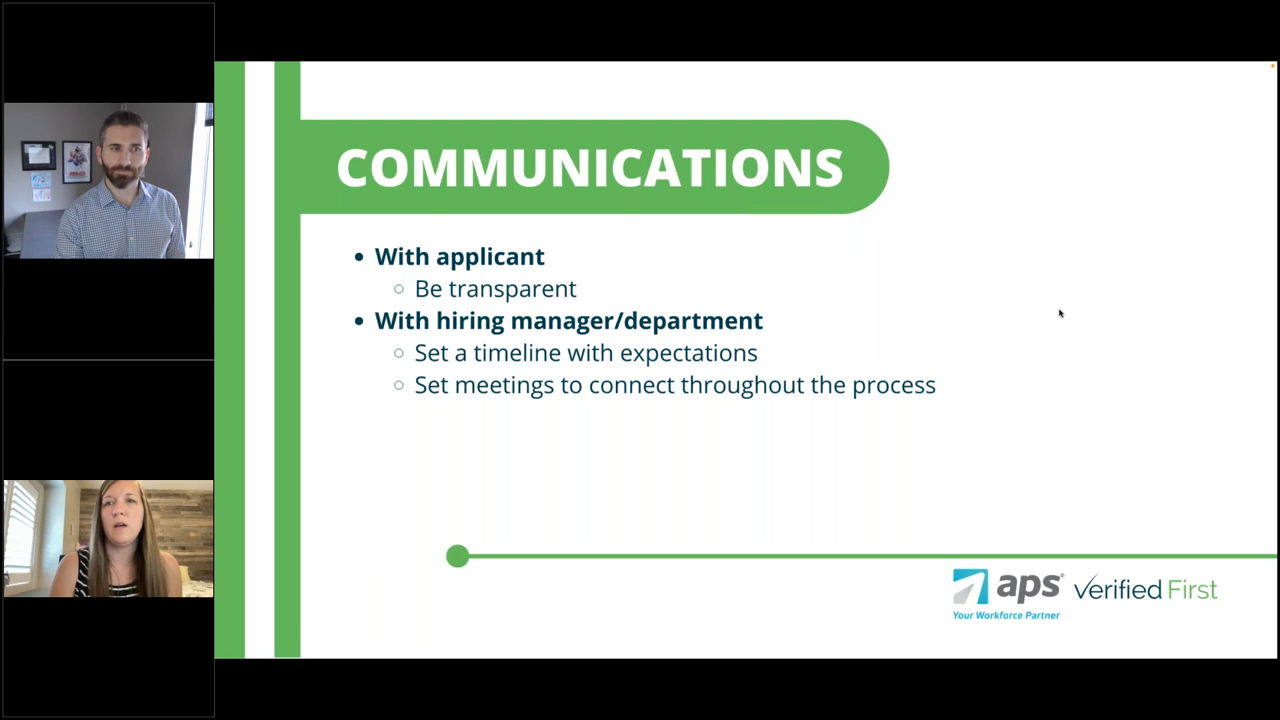 COMMUNICATIONS
With applicant
Be transparent
With hiring manager/department
Set a timeline with expectations
Set meetings to connect throughout the process
aps®
Your Workforce Partner
Verified First